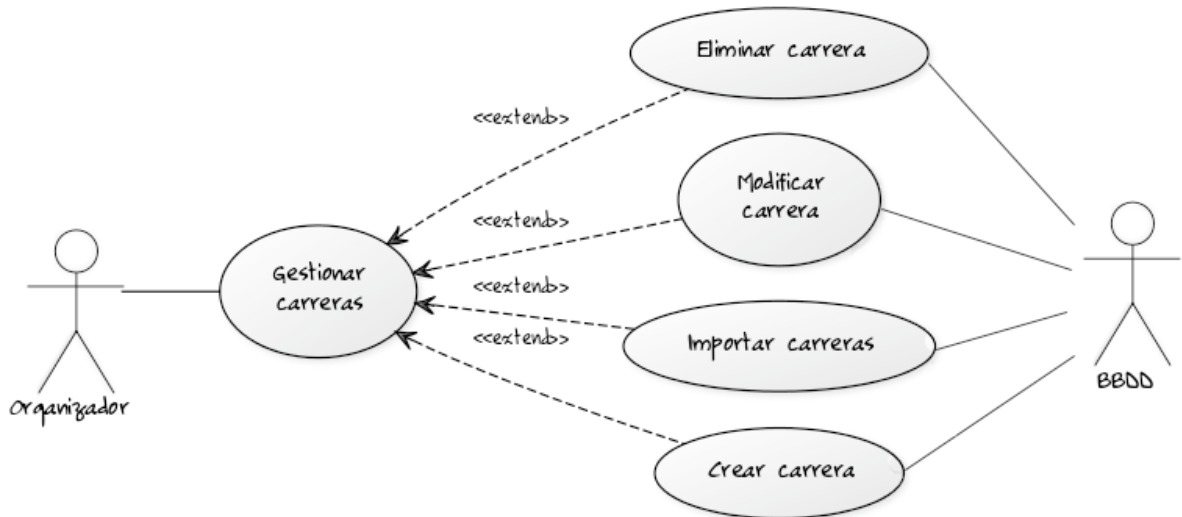 Eliminar carrera
<<extend>>
Modificar
carrera
<<extend>>
Gestionar
carreras
<<extend>>
Importar carreras
<<extend>>
Organizador
BBDD
Crear carrera